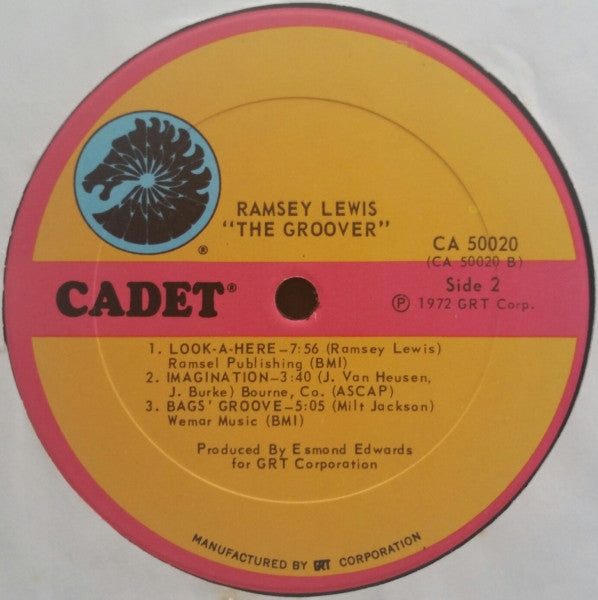 RAMSEY LEWIS
"THE GROOVER"
®
CADET®
CA 50020
(CA 50020 B)
Side 2
Ⓟ 1972 GRT Corp.
1. LOOK-A-HERE—7:56 (Ramsey Lewis)
Ramsel Publishing (BMI)
2. IMAGINATION—3:40 (J. Van Heusen,
J. Burke) Bourne, Co. (ASCAP)
3. BAGS' GROOVE—5:05 (Milt Jackson)
Wemar Music (BMI)
Produced By Esmond Edwards
for GRT Corporation
MANUFACTURED BY GRT CORPORATION